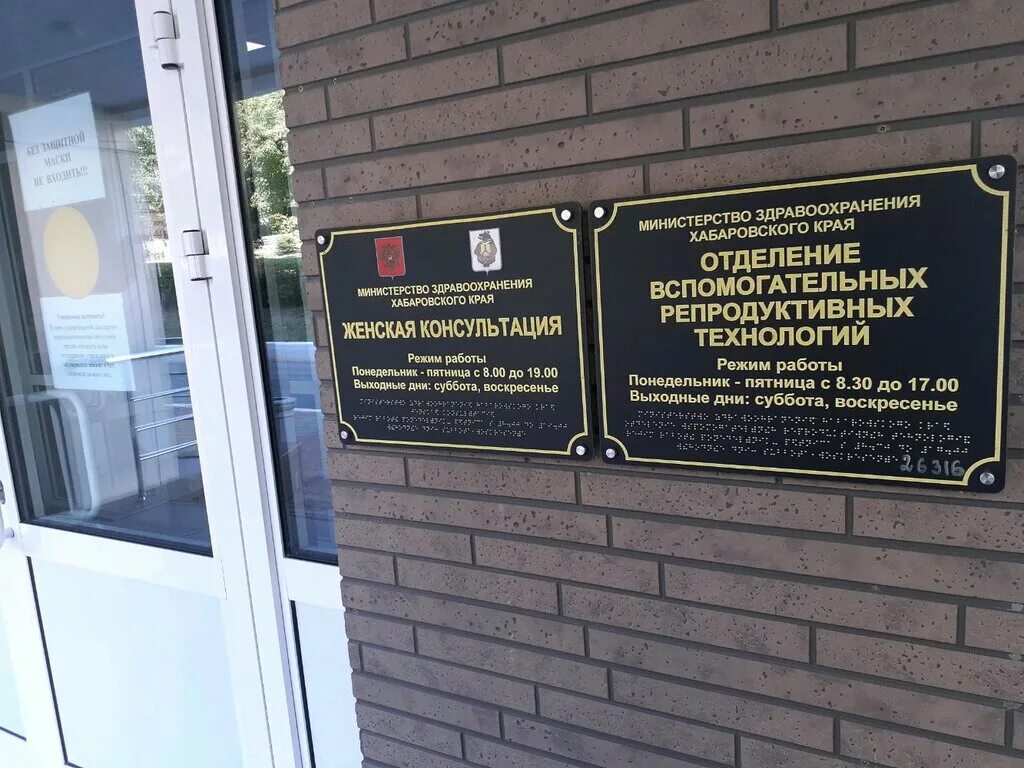 БЕЗ ЗАЩИТНОЙ
МАСКИ
НЕ ВХОДИТЬ!!!
МИНИСТЕРСТВО ЗДРАВООХРАНЕНИЯ
ХАБАРОВСКОГО КРАЯ
ЖЕНСКАЯ КОНСУЛЬТАЦИЯ
Режим работы
Понедельник - пятница с 8.00 до 19.00
Выходные дни: суббота, воскресенье
МИНИСТЕРСТВО ЗДРАВООХРАНЕНИЯ
ХАБАРОВСКОГО КРАЯ
ОТДЕЛЕНИЕ
ВСПОМОГАТЕЛЬНЫХ
РЕПРОДУКТИВНЫХ
ТЕХНОЛОГИЙ
Режим работы
Понедельник - пятница с 8.30 до 17.00
Выходные дни: суббота, воскресенье
26316